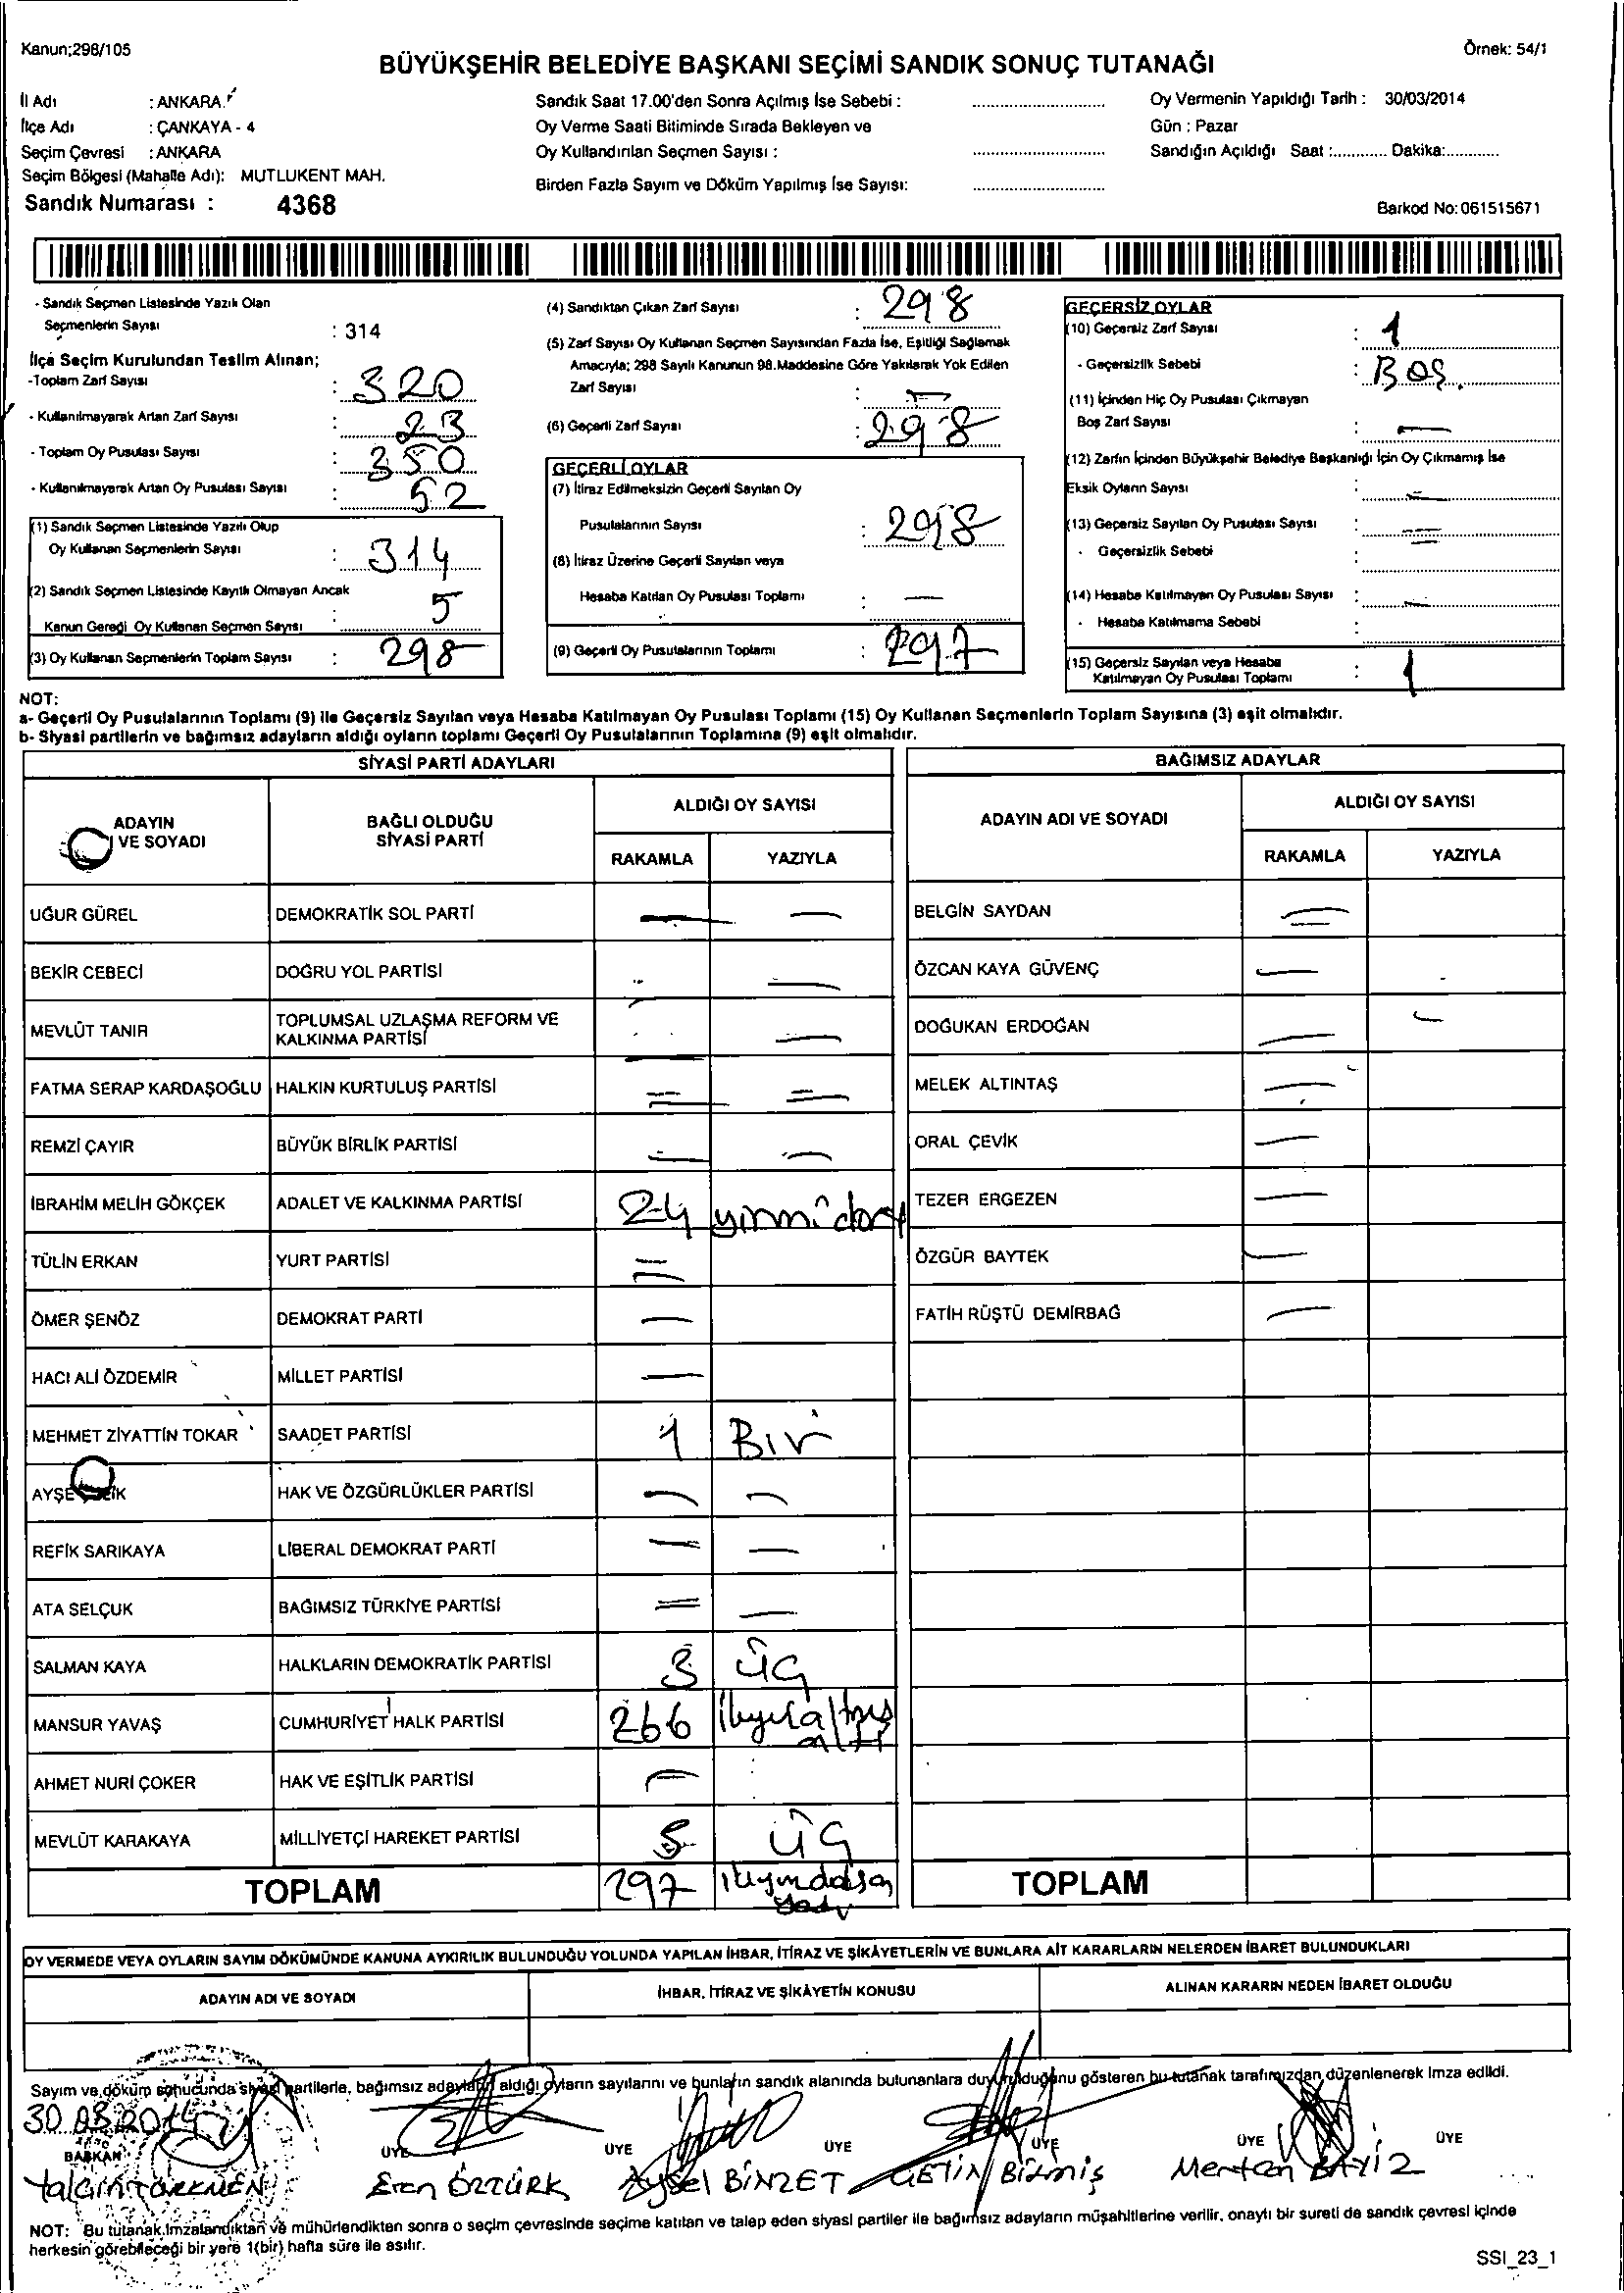 Kanun;298/105
Örnek: 54/1
BÜYÜKŞEHİR BELEDİYE BAŞKANI SEÇİMİ SANDIK SONUÇ TUTANAĞI
İl Adı : ANKARA
İlçe Adı : ÇANKAYA - 4
Seçim Çevresi : ANKARA
Seçim Bölgesi (Mahalle Adı): MUTLUKENT MAH.
Sandık Numarası : 4368
Sandık Saat 17.00'den Sonra Açılmış İse Sebebi :
Oy Verme Saati Bitiminde Sırada Bekleyen ve
Oy Kullandırılan Seçmen Sayısı :
Birden Fazla Sayım ve Döküm Yapılmış İse Sayısı:
Oy Vermenin Yapıldığı Tarih : 30/03/2014
Gün : Pazar
Sandığın Açıldığı Saat :............ Dakika:............
Barkod No:061515671
- Sandık Seçmen Listesinde Yazılı Olan
Seçmenlerin Sayısı : 314
İlçe Seçim Kurulundan Teslim Alınan;
-Toplam Zarf Sayısı : 320
- Kullanılmayarak Artan Zarf Sayısı : 23
- Toplam Oy Pusulası Sayısı : 350
- Kullanılmayarak Artan Oy Pusulası Sayısı : 52
(1) Sandık Seçmen Listesinde Yazılı Olup
Oy Kullanan Seçmenlerin Sayısı : 314
(2) Sandık Seçmen Listesinde Kayıtlı Olmayan Ancak
Kanun Gereği Oy Kullanan Seçmen Sayısı : 5
(3) Oy Kullanan Seçmenlerin Toplam Sayısı : 298
(4) Sandıktan Çıkan Zarf Sayısı : 298
(5) Zarf Sayısı Oy Kullanan Seçmen Sayısından Fazla İse, Eşitliği Sağlamak
Amacıyla; 298 Sayılı Kanunun 98.Maddesine Göre Yakılarak Yok Edilen
Zarf Sayısı : —
(6) Geçerli Zarf Sayısı : 298
GEÇERLİ OYLAR
(7) İtiraz Edilmeksizin Geçerli Sayılan Oy
Pusulalarının Sayısı : 298
(8) İtiraz Üzerine Geçerli Sayılan veya
Hesaba Katılan Oy Pusulası Toplamı : —
(9) Geçerli Oy Pusulalarının Toplamı : 297
GEÇERSİZ OYLAR
(10) Geçersiz Zarf Sayısı : 1
- Geçersizlik Sebebi : Boş.
(11) İçinden Hiç Oy Pusulası Çıkmayan
Boş Zarf Sayısı : —
(12) Zarfın İçinden Büyükşehir Belediye Başkanlığı İçin Oy Çıkmamış İse
Eksik Oyların Sayısı : —
(13) Geçersiz Sayılan Oy Pusulası Sayısı : —
- Geçersizlik Sebebi : —
(14) Hesaba Katılmayan Oy Pusulası Sayısı : —
- Hesaba Katılmama Sebebi :
(15) Geçersiz Sayılan veya Hesaba
Katılmayan Oy Pusulası Toplamı : 1
NOT:
a- Geçerli Oy Pusulalarının Toplamı (9) ile Geçersiz Sayılan veya Hesaba Katılmayan Oy Pusulası Toplamı (15) Oy Kullanan Seçmenlerin Toplam Sayısına (3) eşit olmalıdır.
b- Siyasi partilerin ve bağımsız adayların aldığı oyların toplamı Geçerli Oy Pusulalarının Toplamına (9) eşit olmalıdır.
SİYASİ PARTİ ADAYLARI
ADAYIN
VE SOYADI
BAĞLI OLDUĞU
SİYASİ PARTİ
ALDIĞI OY SAYISI
RAKAMLA YAZIYLA
UĞUR GÜREL DEMOKRATİK SOL PARTİ — —
BEKİR CEBECİ DOĞRU YOL PARTİSİ —
MEVLÜT TANIR TOPLUMSAL UZLAŞMA REFORM VE
KALKINMA PARTİSİ —
FATMA SERAP KARDAŞOĞLU HALKIN KURTULUŞ PARTİSİ — —
REMZİ ÇAYIR BÜYÜK BİRLİK PARTİSİ — —
İBRAHİM MELİH GÖKÇEK ADALET VE KALKINMA PARTİSİ 24 yirmi dört
TÜLİN ERKAN YURT PARTİSİ —
ÖMER ŞENÖZ DEMOKRAT PARTİ —
HACI ALİ ÖZDEMİR MİLLET PARTİSİ —
MEHMET ZİYATTİN TOKAR SAADET PARTİSİ 1 Bir
AYŞE HAK VE ÖZGÜRLÜKLER PARTİSİ — —
REFİK SARIKAYA LİBERAL DEMOKRAT PARTİ — —
ATA SELÇUK BAĞIMSIZ TÜRKİYE PARTİSİ — —
SALMAN KAYA HALKLARIN DEMOKRATİK PARTİSİ 3 üç
MANSUR YAVAŞ CUMHURİYET HALK PARTİSİ 266 ikiyüzaltmış
altı
AHMET NURİ ÇOKER HAK VE EŞİTLİK PARTİSİ —
MEVLÜT KARAKAYA MİLLİYETÇİ HAREKET PARTİSİ 3 üç
TOPLAM 297
BAĞIMSIZ ADAYLAR
ADAYIN ADI VE SOYADI
ALDIĞI OY SAYISI
RAKAMLA YAZIYLA
BELGİN SAYDAN —
ÖZCAN KAYA GÜVENÇ —
DOĞUKAN ERDOĞAN —
MELEK ALTINTAŞ —
ORAL ÇEVİK —
TEZER ERGEZEN —
ÖZGÜR BAYTEK —
FATİH RÜŞTÜ DEMİRBAĞ —
TOPLAM
OY VERMEDE VEYA OYLARIN SAYIM DÖKÜMÜNDE KANUNA AYKIRILIK BULUNDUĞU YOLUNDA YAPILAN İHBAR, İTİRAZ VE ŞİKÂYETLERİN VE BUNLARA AİT KARARLARIN NELERDEN İBARET BULUNDUKLARI
ADAYIN ADI VE SOYADI İHBAR, İTİRAZ VE ŞİKÂYETİN KONUSU ALINAN KARARIN NEDEN İBARET OLDUĞU
Sayım ve döküm sonucunda siyasi partilerle, bağımsız adayların aldığı oyların sayılarını ve bunların sandık alanında bulunanlara duyurulduğunu gösteren bu tutanak tarafımızdan düzenlenerek imza edildi.
30.03.2014
BAŞKAN ÜYE ÜYE ÜYE ÜYE ÜYE ÜYE
Yalçın TÜRKMEN Eren ÖZTÜRK Aysel BİNZET ÇETİN Bitmiş Mertcan BAYİZ
NOT: Bu tutanak imzalandıktan ve mühürlendikten sonra o seçim çevresinde seçime katılan ve talep eden siyasi partiler ile bağımsız adayların müşahitlerine verilir, onaylı bir sureti de sandık çevresi içinde
herkesin görebileceği bir yere 1(bir) hafta süre ile asılır.
SSI_23_1